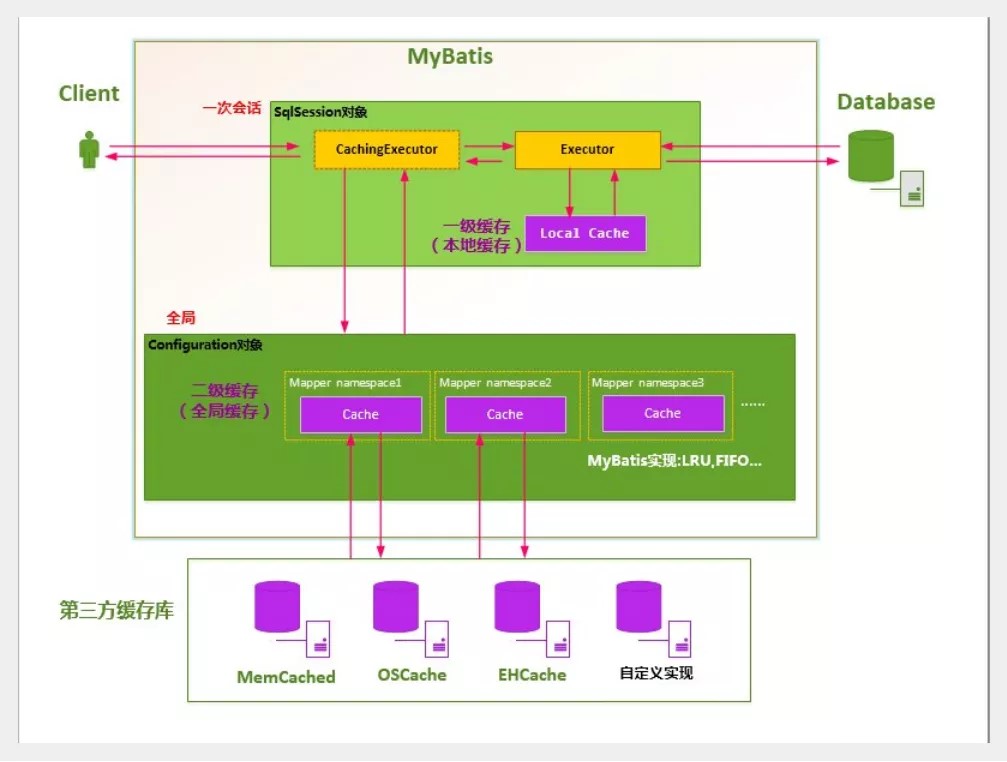 MyBatis
Client
一次会话
SqlSession对象
Database
CachingExecutor
Executor
一级缓存
（本地缓存）
Local Cache
全局
Configuration对象
二级缓存
（全局缓存）
Mapper namespace1
Cache
Mapper namespace2
Cache
Mapper namespace3
Cache
......
MyBatis实现:LRU,FIFO...
第三方缓存库
MemCached
OSCache
EHCache
自定义实现